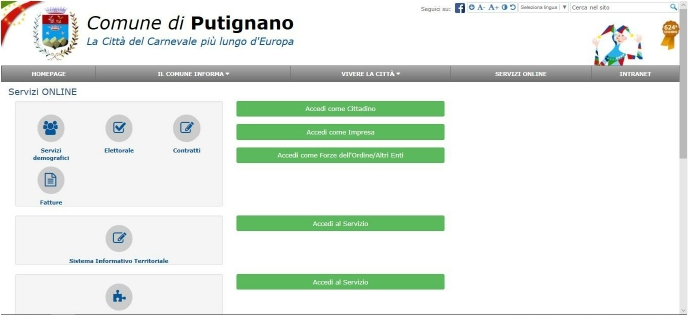 Comune di Putignano
La Città del Carnevale più lungo d'Europa
Seguici su:
A- A+
Seleziona lingua
Cerca nel sito
624°
HOMEPAGE
IL COMUNE INFORMA
VIVERE LA CITTÀ
SERVIZI ONLINE
INTRANET
Servizi ONLINE
Servizi
demografici
Elettorale
Contratti
Fatture
Accedi come Cittadino
Accedi come Impresa
Accedi come Forze dell'Ordine/Altri Enti
Sistema Informativo Territoriale
Accedi al Servizio
Accedi al Servizio